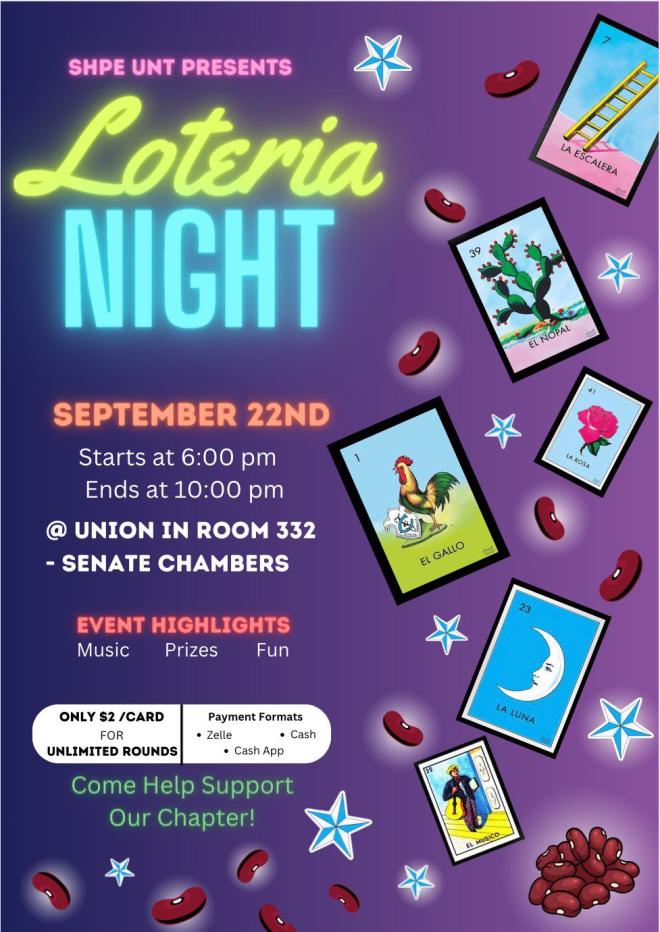 SHPE UNT PRESENTS
Loteria
NIGHT
SEPTEMBER 22ND
Starts at 6:00 pm
Ends at 10:00 pm
@ UNION IN ROOM 332
- SENATE CHAMBERS
EVENT HIGHLIGHTS
Music Prizes Fun
ONLY $2 /CARD
FOR
UNLIMITED ROUNDS
Payment Formats
• Zelle • Cash
• Cash App
Come Help Support
Our Chapter!
7
LA ESCALERA
39
EL NOPAL
41
LA ROSA
1
EL GALLO
23
LA LUNA
EL MUSICO